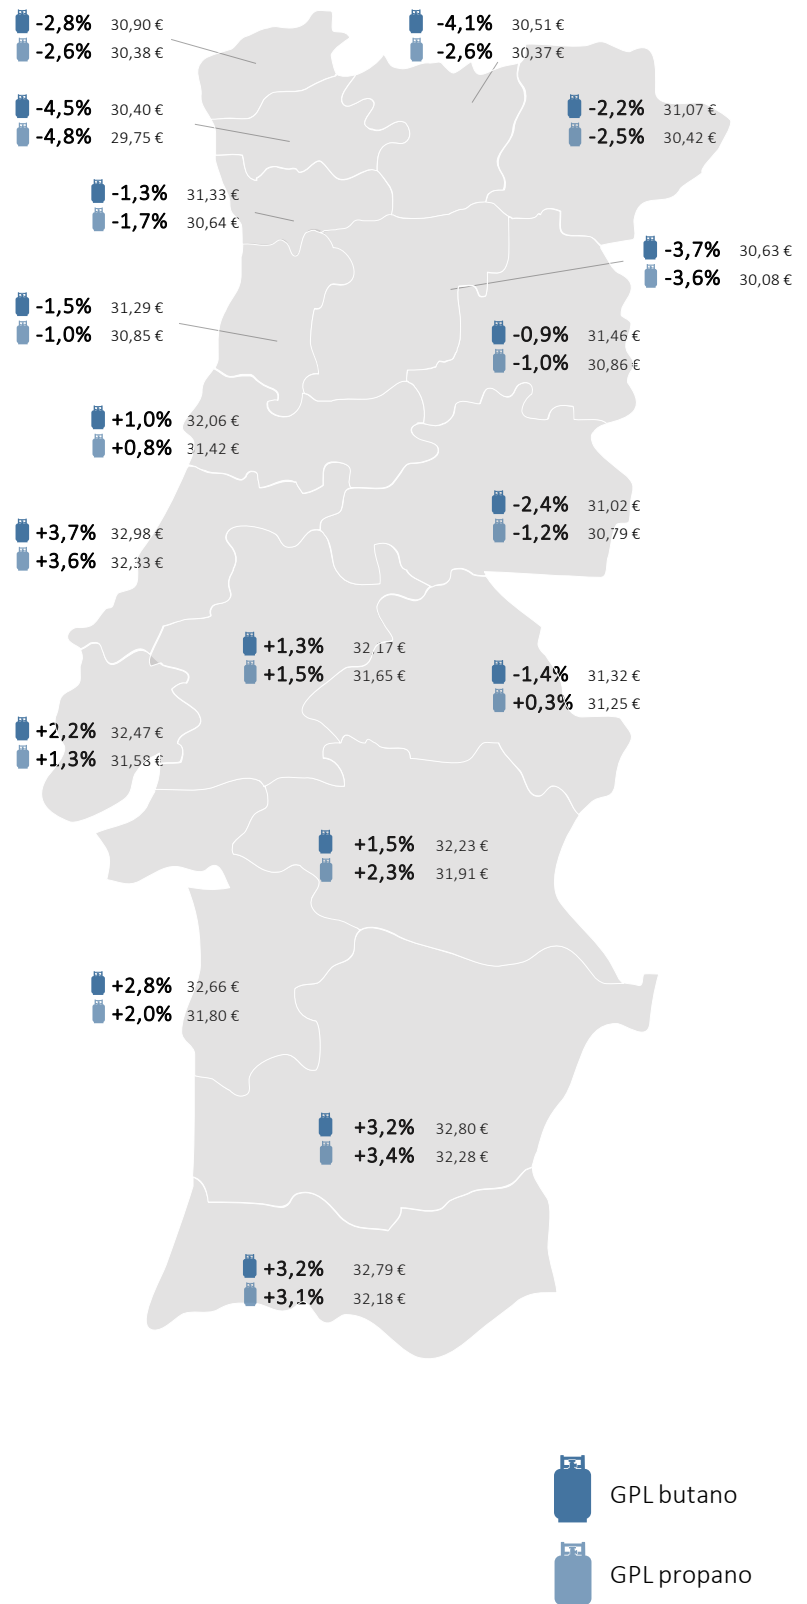 -2,8% 30,90 €
-2,6% 30,38 €
-4,1% 30,51 €
-2,6% 30,37 €
-4,5% 30,40 €
-4,8% 29,75 €
-2,2% 31,07 €
-2,5% 30,42 €
-1,3% 31,33 €
-1,7% 30,64 €
-3,7% 30,63 €
-3,6% 30,08 €
-1,5% 31,29 €
-1,0% 30,85 €
-0,9% 31,46 €
-1,0% 30,86 €
+1,0% 32,06 €
+0,8% 31,42 €
-2,4% 31,02 €
-1,2% 30,79 €
+3,7% 32,98 €
+3,6% 32,33 €
+1,3% 32,17 €
+1,5% 31,65 €
-1,4% 31,32 €
+0,3% 31,25 €
+2,2% 32,47 €
+1,3% 31,58 €
+1,5% 32,23 €
+2,3% 31,91 €
+2,8% 32,66 €
+2,0% 31,80 €
+3,2% 32,80 €
+3,4% 32,28 €
+3,2% 32,79 €
+3,1% 32,18 €
GPL butano
GPL propano